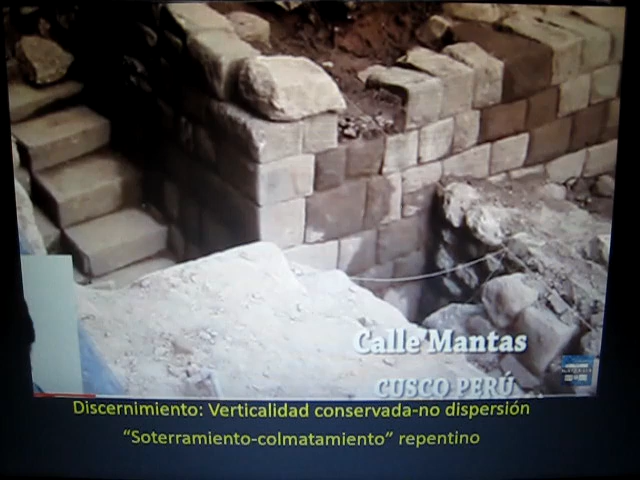 Calle Mantas
CUSCO PERÚ
Discernimiento: Verticalidad conservada-no dispersión
“Soterramiento-colmatamiento” repentino